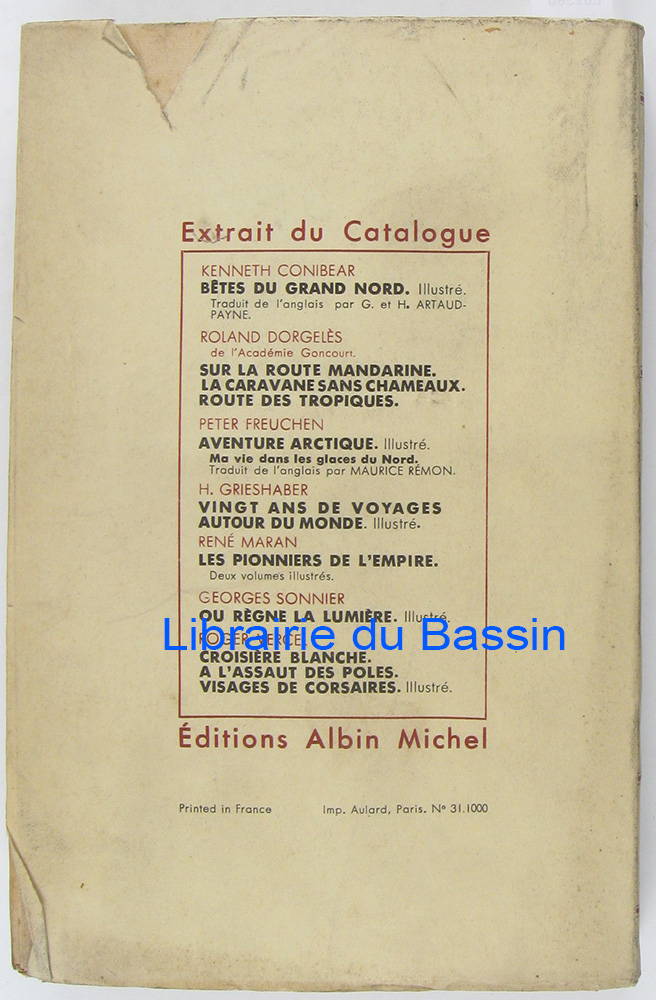 Extrait du Catalogue
KENNETH CONIBEAR
BÊTES DU GRAND NORD. Illustré.
Traduit de l'anglais par G. et H. ARTAUD-
PAYNE.
ROLAND DORGELÈS
de l'Académie Goncourt.
SUR LA ROUTE MANDARINE.
LA CARAVANE SANS CHAMEAUX.
ROUTE DES TROPIQUES.
PETER FREUCHEN
AVENTURE ARCTIQUE. Illustré.
Ma vie dans les glaces du Nord.
Traduit de l'anglais par MAURICE RÉMON.
H. GRIESHABER
VINGT ANS DE VOYAGES
AUTOUR DU MONDE. Illustré.
RENÉ MARAN
LES PIONNIERS DE L'EMPIRE.
Deux volumes illustrés.
GEORGES SONNIER
OU RÈGNE LA LUMIÈRE. Illustré.
Librairie du Bassin
ROGER VERCEL
CROISIÈRE BLANCHE.
A L'ASSAUT DES POLES.
VISAGES DE CORSAIRES. Illustré.
Éditions Albin Michel
Printed in France Imp. Aulard, Paris. Nº 31.1000